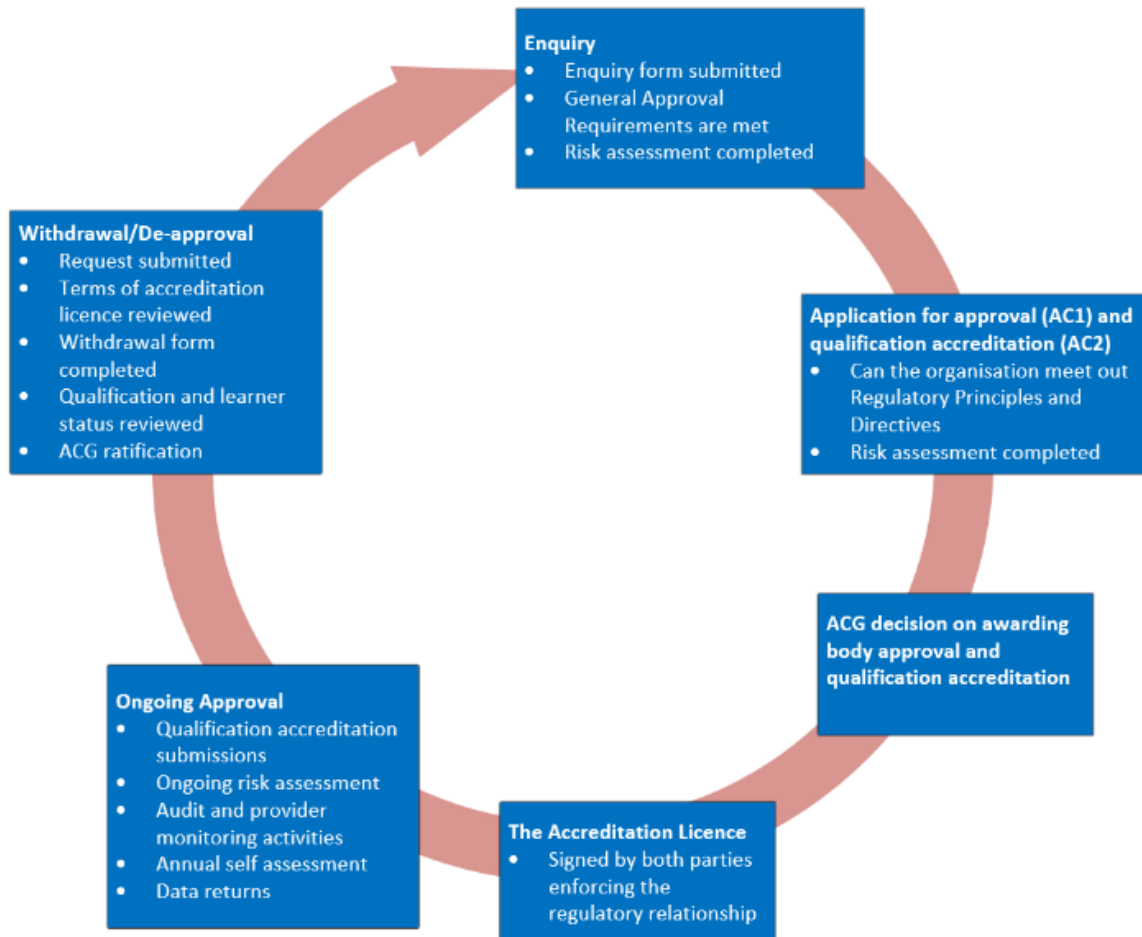 Enquiry
• Enquiry form submitted
• General Approval
Requirements are met
• Risk assessment completed
Application for approval (AC1) and
qualification accreditation (AC2)
• Can the organisation meet out
Regulatory Principles and
Directives
• Risk assessment completed
ACG decision on awarding
body approval and
qualification accreditation
The Accreditation Licence
• Signed by both parties
enforcing the
regulatory relationship
Ongoing Approval
• Qualification accreditation
submissions
• Ongoing risk assessment
• Audit and provider
monitoring activities
• Annual self assessment
• Data returns
Withdrawal/De-approval
• Request submitted
• Terms of accreditation
licence reviewed
• Withdrawal form
completed
• Qualification and learner
status reviewed
• ACG ratification